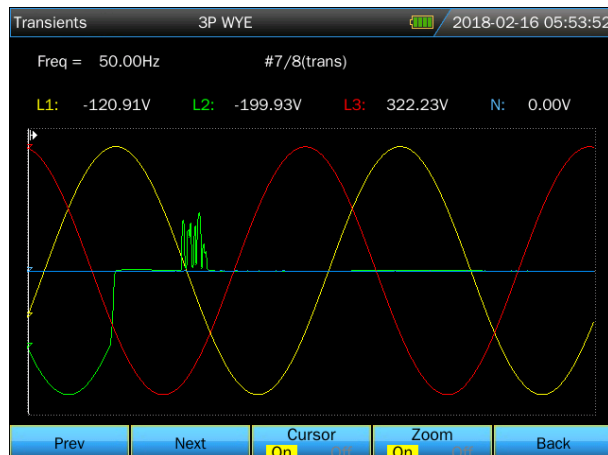 Transients 3P WYE 2018-02-16 05:53:52
Freq = 50.00Hz #7/8(trans)
L1: -120.91V L2: -199.93V L3: 322.23V N: 0.00V
Prev Next Cursor Zoom Back
On Off On Off